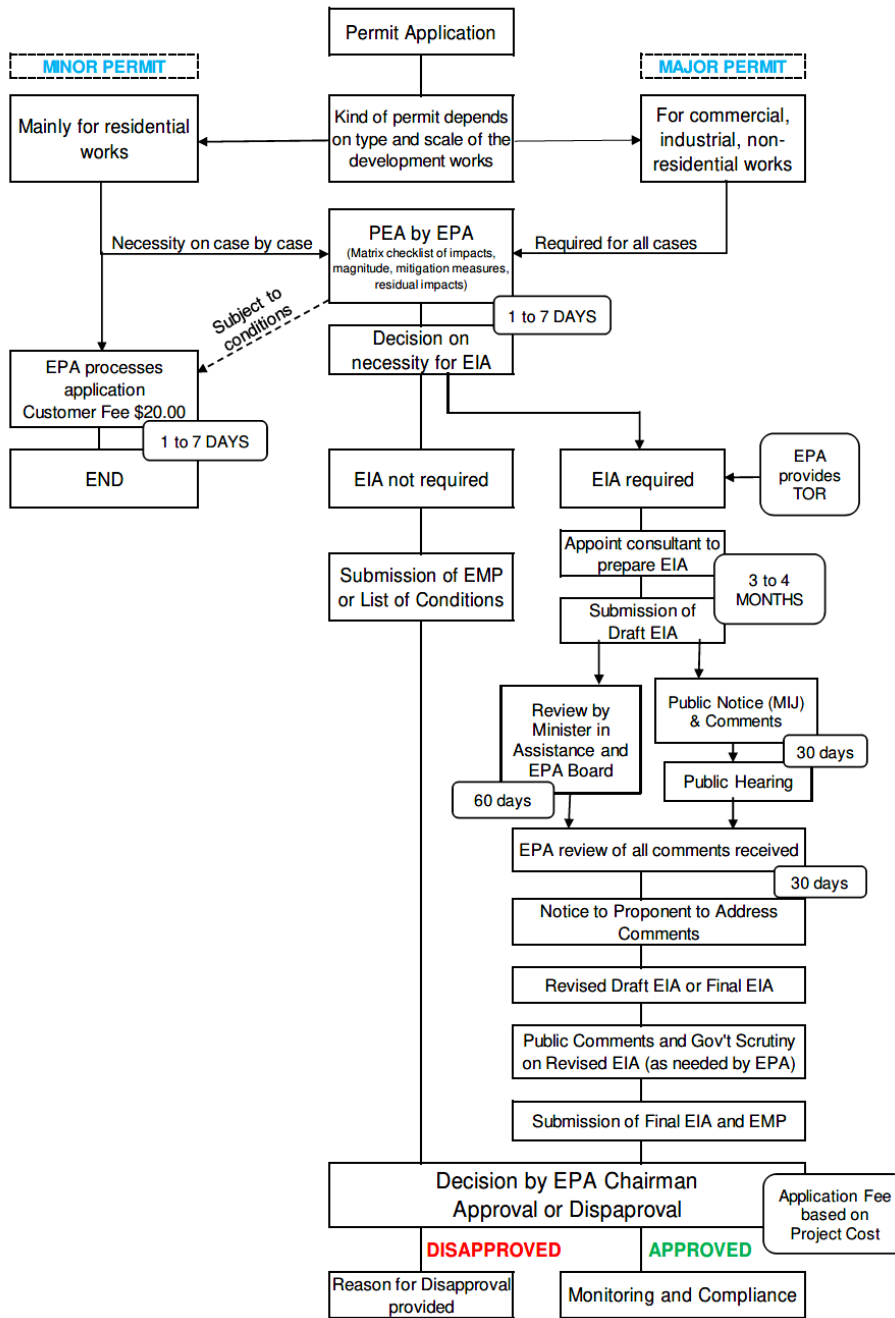 Permit Application
MINOR PERMIT
MAJOR PERMIT
Mainly for residential
works
Kind of permit depends
on type and scale of the
development works
For commercial,
industrial, non-
residential works
Necessity on case by case
PEA by EPA
(Matrix checklist of impacts,
magnitude, mitigation measures,
residual impacts)
Required for all cases
1 to 7 DAYS
Subject to
conditions
Decision on
necessity for EIA
EPA processes
application
Customer Fee $20.00
1 to 7 DAYS
END
EIA not required
EIA required
EPA
provides
TOR
Appoint consultant to
prepare EIA
3 to 4
MONTHS
Submission of EMP
or List of Conditions
Submission of
Draft EIA
Review by
Minister in
Assistance and
EPA Board
60 days
Public Notice (MIJ)
& Comments
30 days
Public Hearing
EPA review of all comments received
30 days
Notice to Proponent to Address
Comments
Revised Draft EIA or Final EIA
Public Comments and Gov't Scrutiny
on Revised EIA (as needed by EPA)
Submission of Final EIA and EMP
Decision by EPA Chairman
Approval or Dispaproval
Application Fee
based on
Project Cost
DISAPPROVED
APPROVED
Reason for Disapproval
provided
Monitoring and Compliance